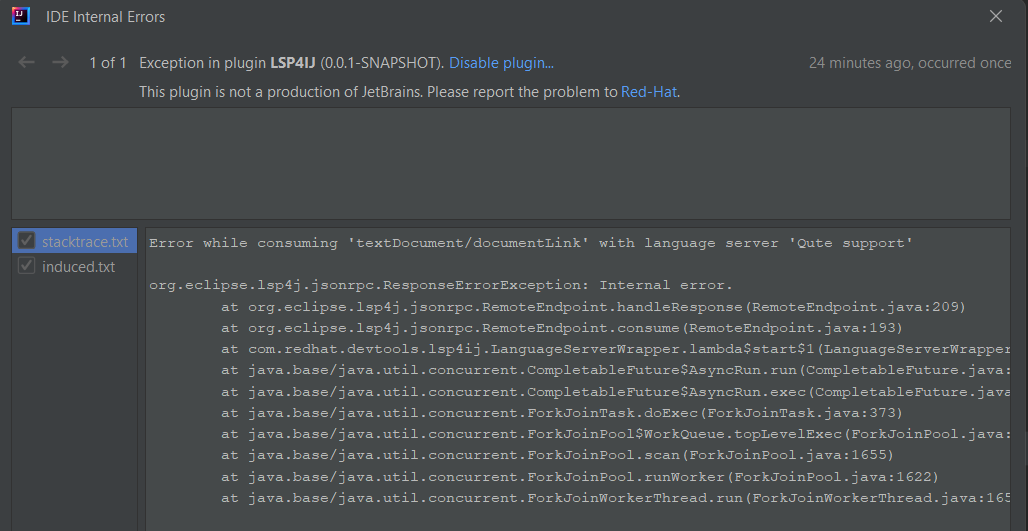 IJ
IDE Internal Errors
1 of 1 Exception in plugin LSP4IJ (0.0.1-SNAPSHOT). Disable plugin... 24 minutes ago, occurred once
This plugin is not a production of JetBrains. Please report the problem to Red-Hat.
stacktrace.txt
induced.txt
Error while consuming 'textDocument/documentLink' with language server 'Qute support'
org.eclipse.lsp4j.jsonrpc.ResponseErrorException: Internal error.
at org.eclipse.lsp4j.jsonrpc.RemoteEndpoint.handleResponse(RemoteEndpoint.java:209)
at org.eclipse.lsp4j.jsonrpc.RemoteEndpoint.consume(RemoteEndpoint.java:193)
at com.redhat.devtools.lsp4ij.LanguageServerWrapper.lambda$start$1(LanguageServerWrapper
at java.base/java.util.concurrent.CompletableFuture$AsyncRun.run(CompletableFuture.java:
at java.base/java.util.concurrent.CompletableFuture$AsyncRun.exec(CompletableFuture.java
at java.base/java.util.concurrent.ForkJoinTask.doExec(ForkJoinTask.java:373)
at java.base/java.util.concurrent.ForkJoinPool$WorkQueue.topLevelExec(ForkJoinPool.java:
at java.base/java.util.concurrent.ForkJoinPool.scan(ForkJoinPool.java:1655)
at java.base/java.util.concurrent.ForkJoinPool.runWorker(ForkJoinPool.java:1622)
at java.base/java.util.concurrent.ForkJoinWorkerThread.run(ForkJoinWorkerThread.java:165